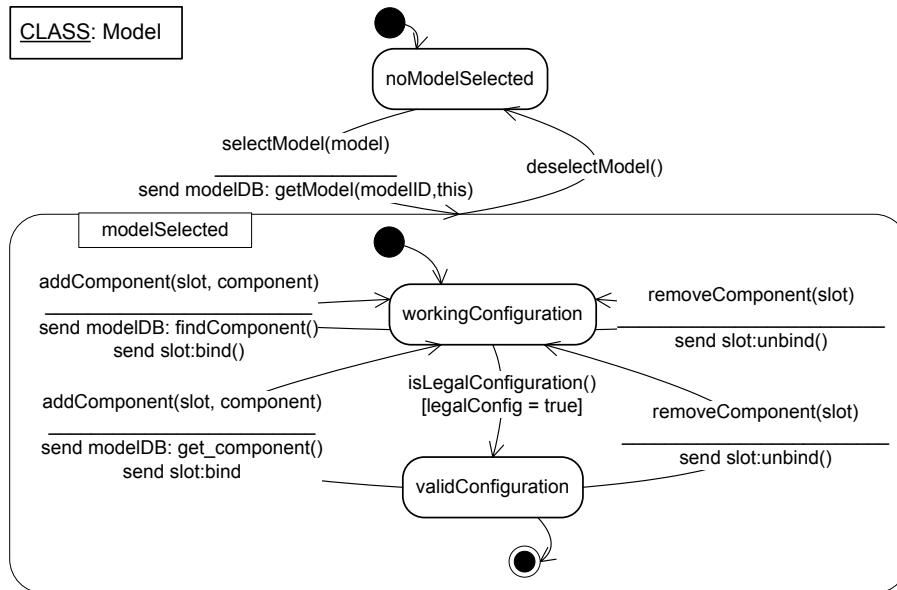 CLASS: Model
noModelSelected
selectModel(model)
send modelDB: getModel(modelID,this)
deselectModel()
modelSelected
addComponent(slot, component)
send modelDB: findComponent()
send slot:bind()
workingConfiguration
removeComponent(slot)
send slot:unbind()
isLegalConfiguration()
[legalConfig = true]
addComponent(slot, component)
send modelDB: get_component()
send slot:bind
removeComponent(slot)
send slot:unbind()
validConfiguration